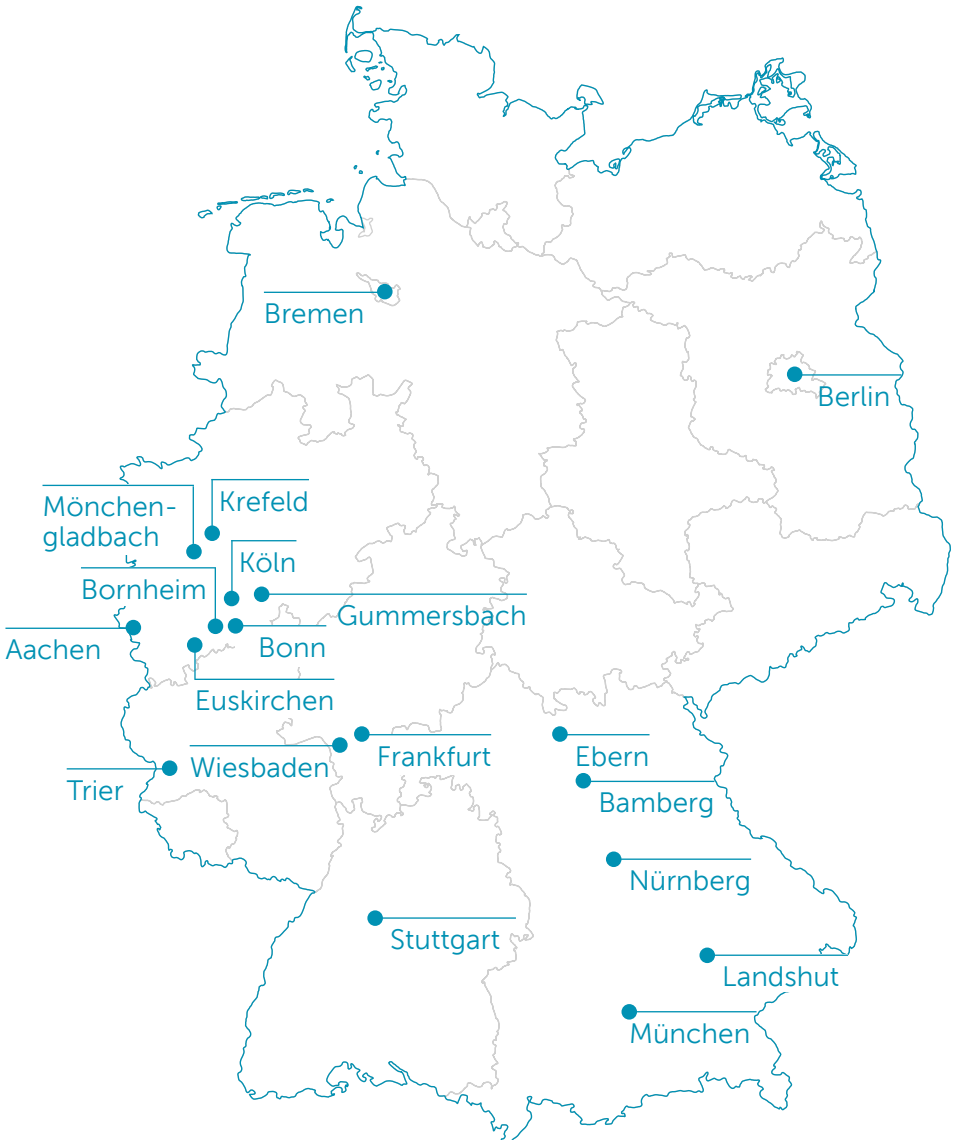 Bremen
Berlin
Mönchen-
gladbach
Krefeld
Köln
Bornheim
Gummersbach
Aachen
Bonn
Euskirchen
Wiesbaden
Frankfurt
Ebern
Trier
Bamberg
Nürnberg
Stuttgart
Landshut
München